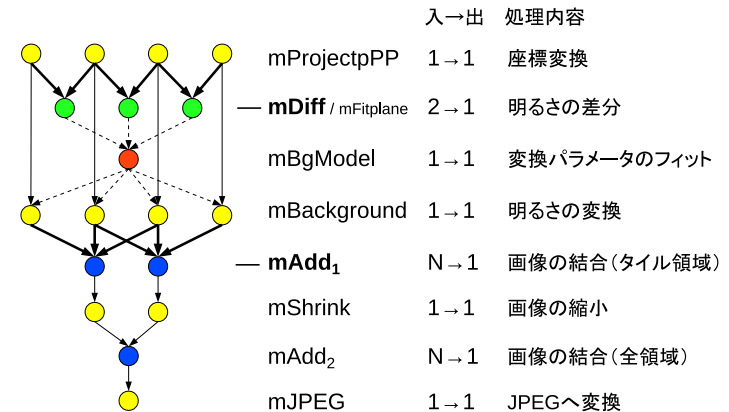 入→出 処理内容
mProjectpPP 1→1 座標変換
mDiff / mFitplane 2→1 明るさの差分
mBgModel 1→1 変換パラメータのフィット
mBackground 1→1 明るさの変換
mAdd1 N→1 画像の結合（タイル領域）
mShrink 1→1 画像の縮小
mAdd2 N→1 画像の結合（全領域）
mJPEG 1→1 JPEGへ変換